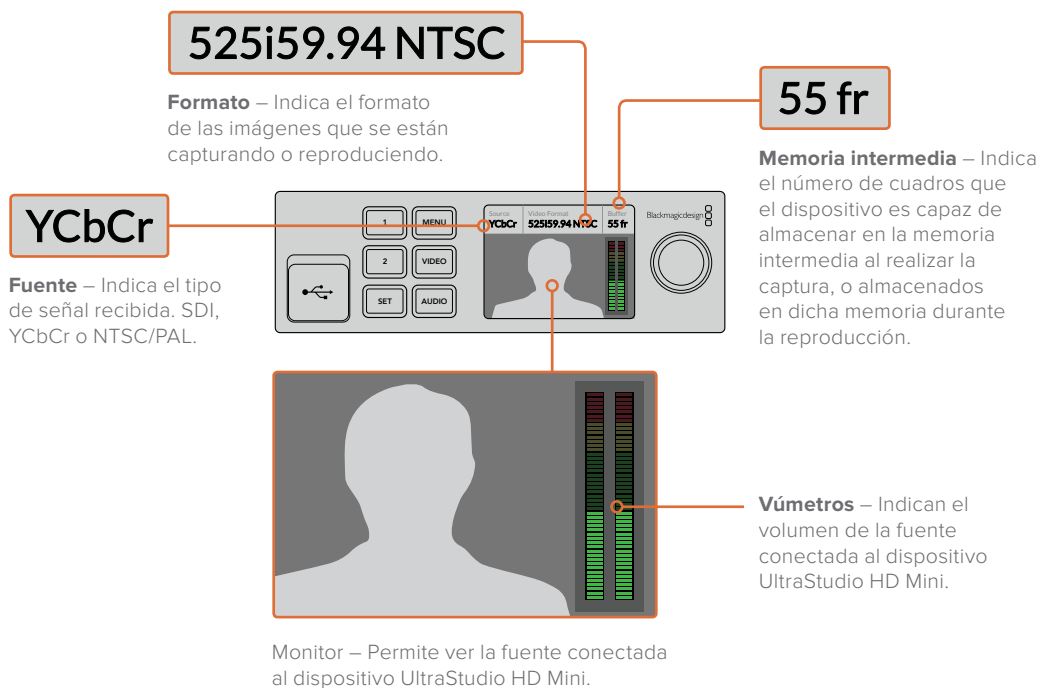 525i59.94 NTSC
Formato – Indica el formato
de las imágenes que se están
capturando o reproduciendo.
55 fr
Memoria intermedia – Indica
el número de cuadros que
el dispositivo es capaz de
almacenar en la memoria
intermedia al realizar la
captura, o almacenados
en dicha memoria durante
la reproducción.
YCbCr
Fuente – Indica el tipo
de señal recibida. SDI,
YCbCr o NTSC/PAL.
1
MENU
2
VIDEO
SET
AUDIO
Source
Video Format
Buffer
YCbCr
525I59.94 NTSC
55 fr
Blackmagicdesign
Vúmetros – Indican el
volumen de la fuente
conectada al dispositivo
UltraStudio HD Mini.
Monitor – Permite ver la fuente conectada
al dispositivo UltraStudio HD Mini.